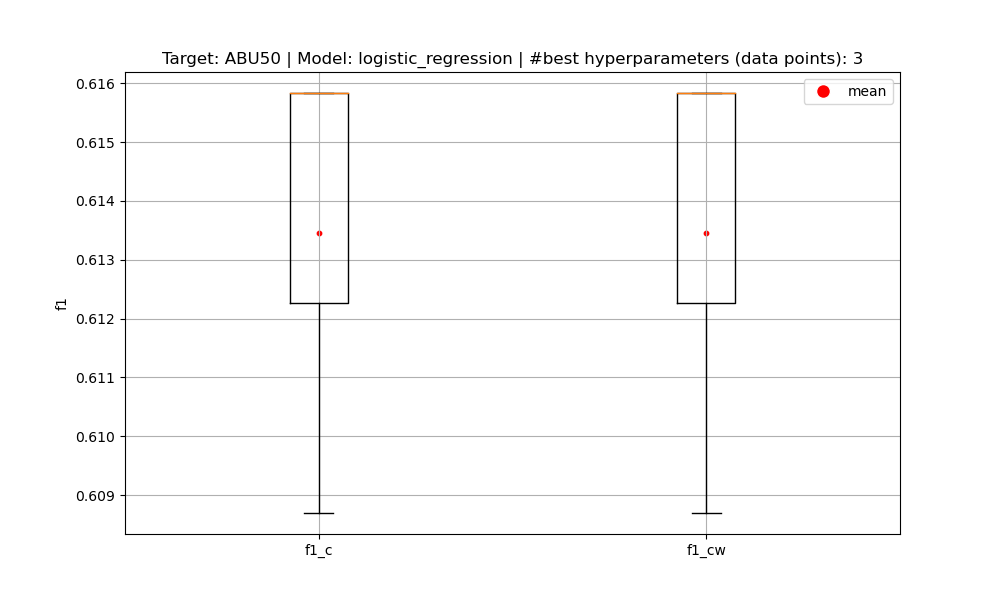 Target: ABU50 | Model: logistic_regression | #best hyperparameters (data points): 3
mean
0.616
0.615
0.614
0.613
0.612
0.611
0.610
0.609
f1
f1_c
f1_cw